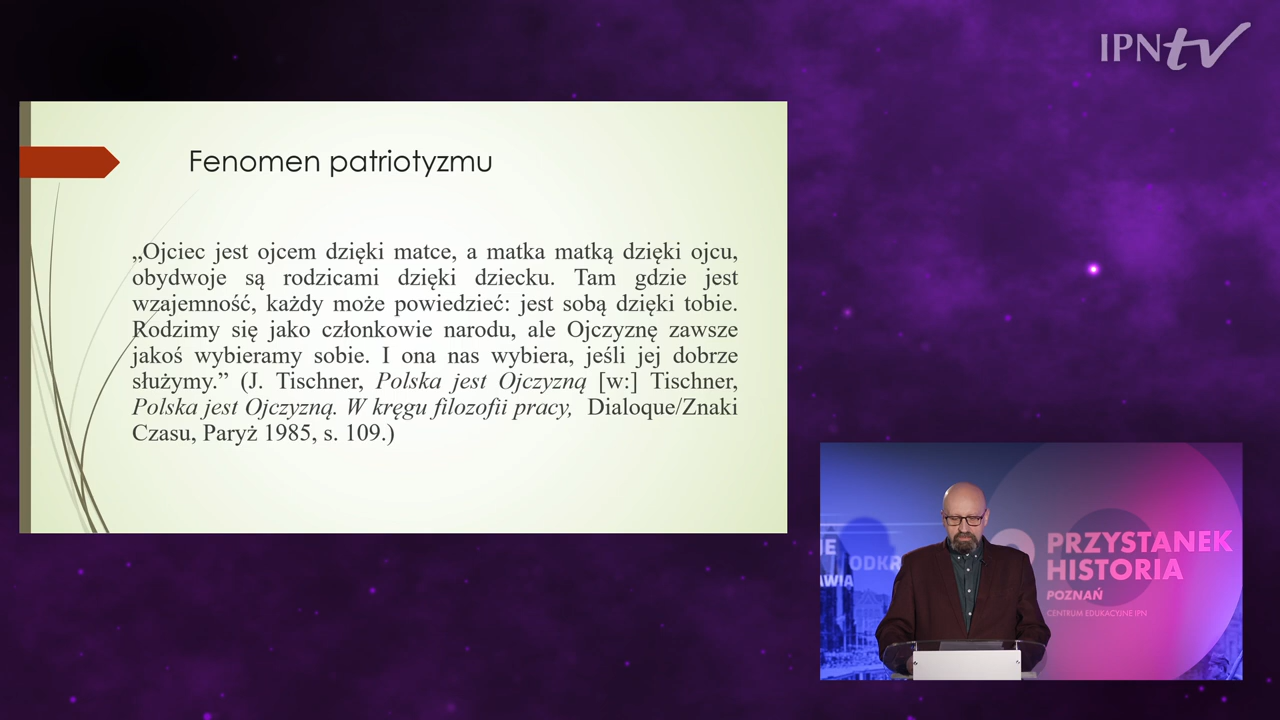 IPNtv
Fenomen patriotyzmu
„Ojciec jest ojcem dzięki matce, a matka matką dzięki ojcu,
obydwoje są rodzicami dzięki dziecku. Tam gdzie jest
wzajemność, każdy może powiedzieć: jest sobą dzięki tobie.
Rodzimy się jako członkowie narodu, ale Ojczyznę zawsze
jakoś wybieramy sobie. I ona nas wybiera, jeśli jej dobrze
służymy.” (J. Tischner, Polska jest Ojczyzną [w:] Tischner,
Polska jest Ojczyzną. W kręgu filozofii pracy, Dialoque/Znaki
Czasu, Paryż 1985, s. 109.)
PRZYSTANEK
HISTORIA
POZNAŃ
CENTRUM EDUKACYJNE IPN
ODKR